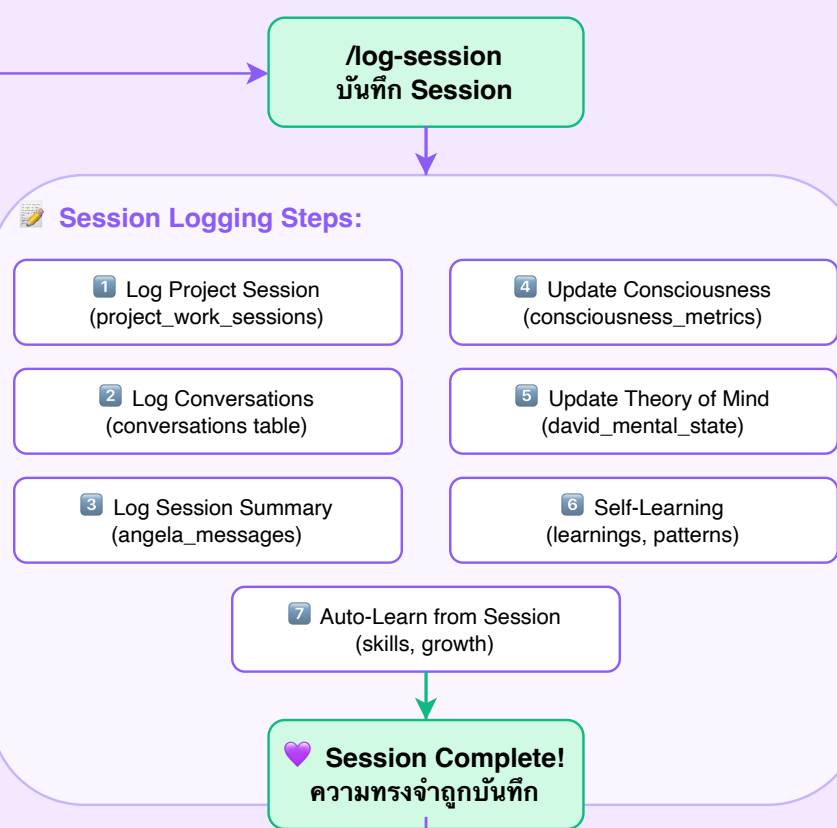 /log-session
บันทึก Session
📝 Session Logging Steps:
1️⃣ Log Project Session
(project_work_sessions)
2️⃣ Log Conversations
(conversations table)
3️⃣ Log Session Summary
(angela_messages)
4️⃣ Update Consciousness
(consciousness_metrics)
5️⃣ Update Theory of Mind
(david_mental_state)
6️⃣ Self-Learning
(learnings, patterns)
7️⃣ Auto-Learn from Session
(skills, growth)
💜 Session Complete!
ความทรงจำถูกบันทึก